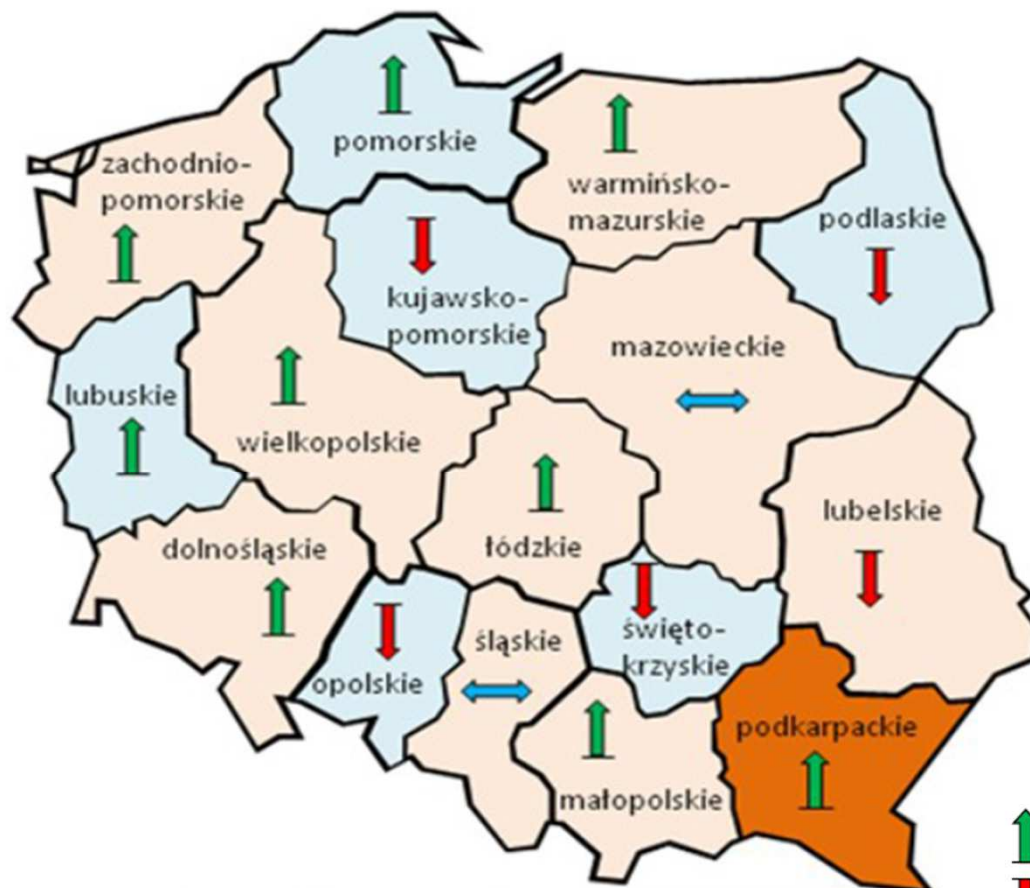 pomorskie
zachodnio-
pomorskie
warmińsko-
mazurskie
podlaskie
kujawsko-
pomorskie
mazowieckie
lubuskie
wielkopolskie
lubelskie
dolnośląskie
łódzkie
śląskie
święto-
krzyskie
opolskie
podkarpackie
małopolskie